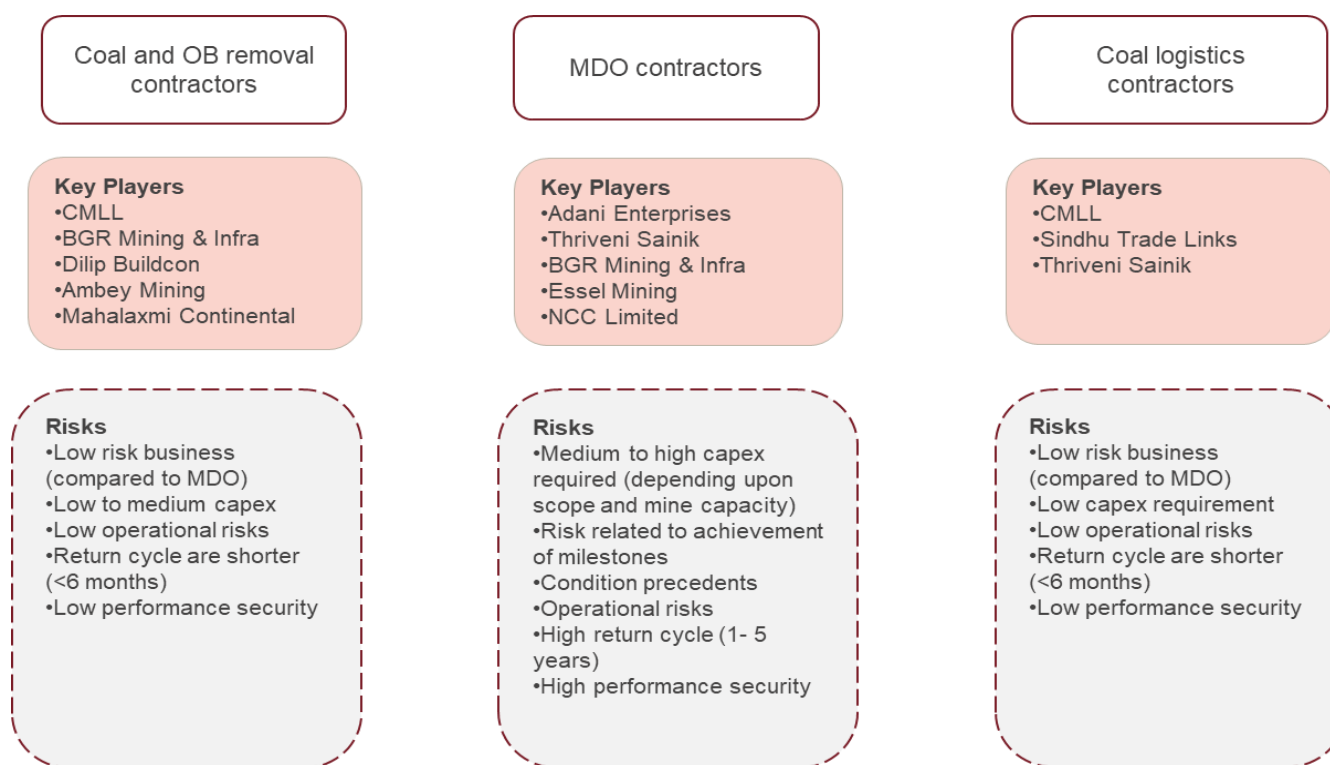 Coal and OB removal
contractors
MDO contractors
Coal logistics
contractors
Key Players
•CMLL
•BGR Mining & Infra
•Dilip Buildcon
•Ambey Mining
•Mahalaxmi Continental
Key Players
•Adani Enterprises
•Thriveni Sainik
•BGR Mining & Infra
•Essel Mining
•NCC Limited
Key Players
•CMLL
•Sindhu Trade Links
•Thriveni Sainik
Risks
•Low risk business
(compared to MDO)
•Low to medium capex
•Low operational risks
•Return cycle are shorter
(<6 months)
•Low performance security
Risks
•Medium to high capex
required (depending upon
scope and mine capacity)
•Risk related to achievement
of milestones
•Condition precedents
•Operational risks
•High return cycle (1- 5
years)
•High performance security
Risks
•Low risk business
(compared to MDO)
•Low capex requirement
•Low operational risks
•Return cycle are shorter
(<6 months)
•Low performance security